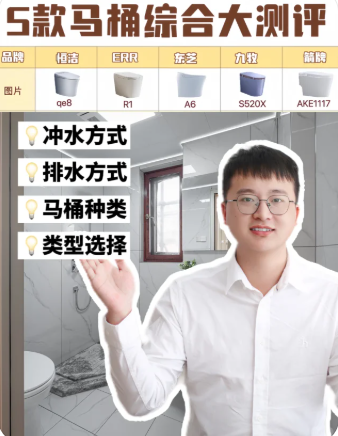 5款马桶综合大测评
品牌 恒洁 ERR 东芝 九牧 箭牌
图片 qe8 R1 A6 S520X AKE1117
冲水方式
排水方式
马桶种类
类型选择